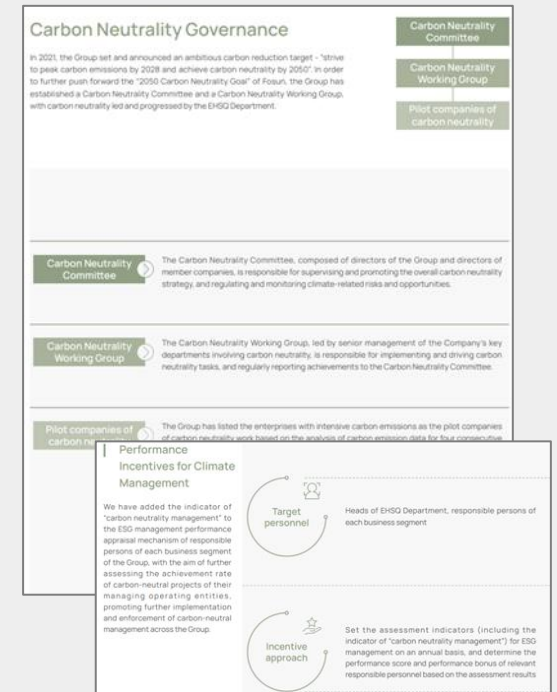 Carbon Neutrality Governance
In 2021, the Group set and announced an ambitious carbon reduction target - "strive
to peak carbon emissions by 2028 and achieve carbon neutrality by 2050". In order
to further push forward the "2050 Carbon Neutrality Goal" of Fosun, the Group has
established a Carbon Neutrality Committee and a Carbon Neutrality Working Group,
with carbon neutrality led and progressed by the EHSQ Department.
Carbon Neutrality
Committee
Carbon Neutrality
Working Group
Pilot companies of
carbon neutrality
Carbon Neutrality
Committee
The Carbon Neutrality Committee, composed of directors of the Group and directors of
member companies, is responsible for supervising and promoting the overall carbon neutrality
strategy, and regulating and monitoring climate-related risks and opportunities.
Carbon Neutrality
Working Group
The Carbon Neutrality Working Group, led by senior management of the Company's key
departments involving carbon neutrality, is responsible for implementing and driving carbon
neutrality tasks, and regularly reporting achievements to the Carbon Neutrality Committee.
Pilot companies of
carbon
The Group has listed the enterprises with intensive carbon emissions as the pilot companies
of carbon neutrality work based on the analysis of carbon emission data for four consecutive
Performance
Incentives for Climate
Management
We have added the indicator of
"carbon neutrality management" to
the ESG management performance
appraisal mechanism of responsible
persons of each business segment
of the Group, with the aim of further
assessing the achievement rate
of carbon-neutral projects of their
managing operating entities,
promoting further implementation
and enforcement of carbon-neutral
management across the Group.
Target
personnel
Heads of EHSQ Department, responsible persons of
each business segment
Incentive
approach
Set the assessment indicators (including the
indicator of "carbon neutrality management") for ESG
management on an annual basis, and determine the
performance score and performance bonus of relevant
responsible personnel based on the assessment results